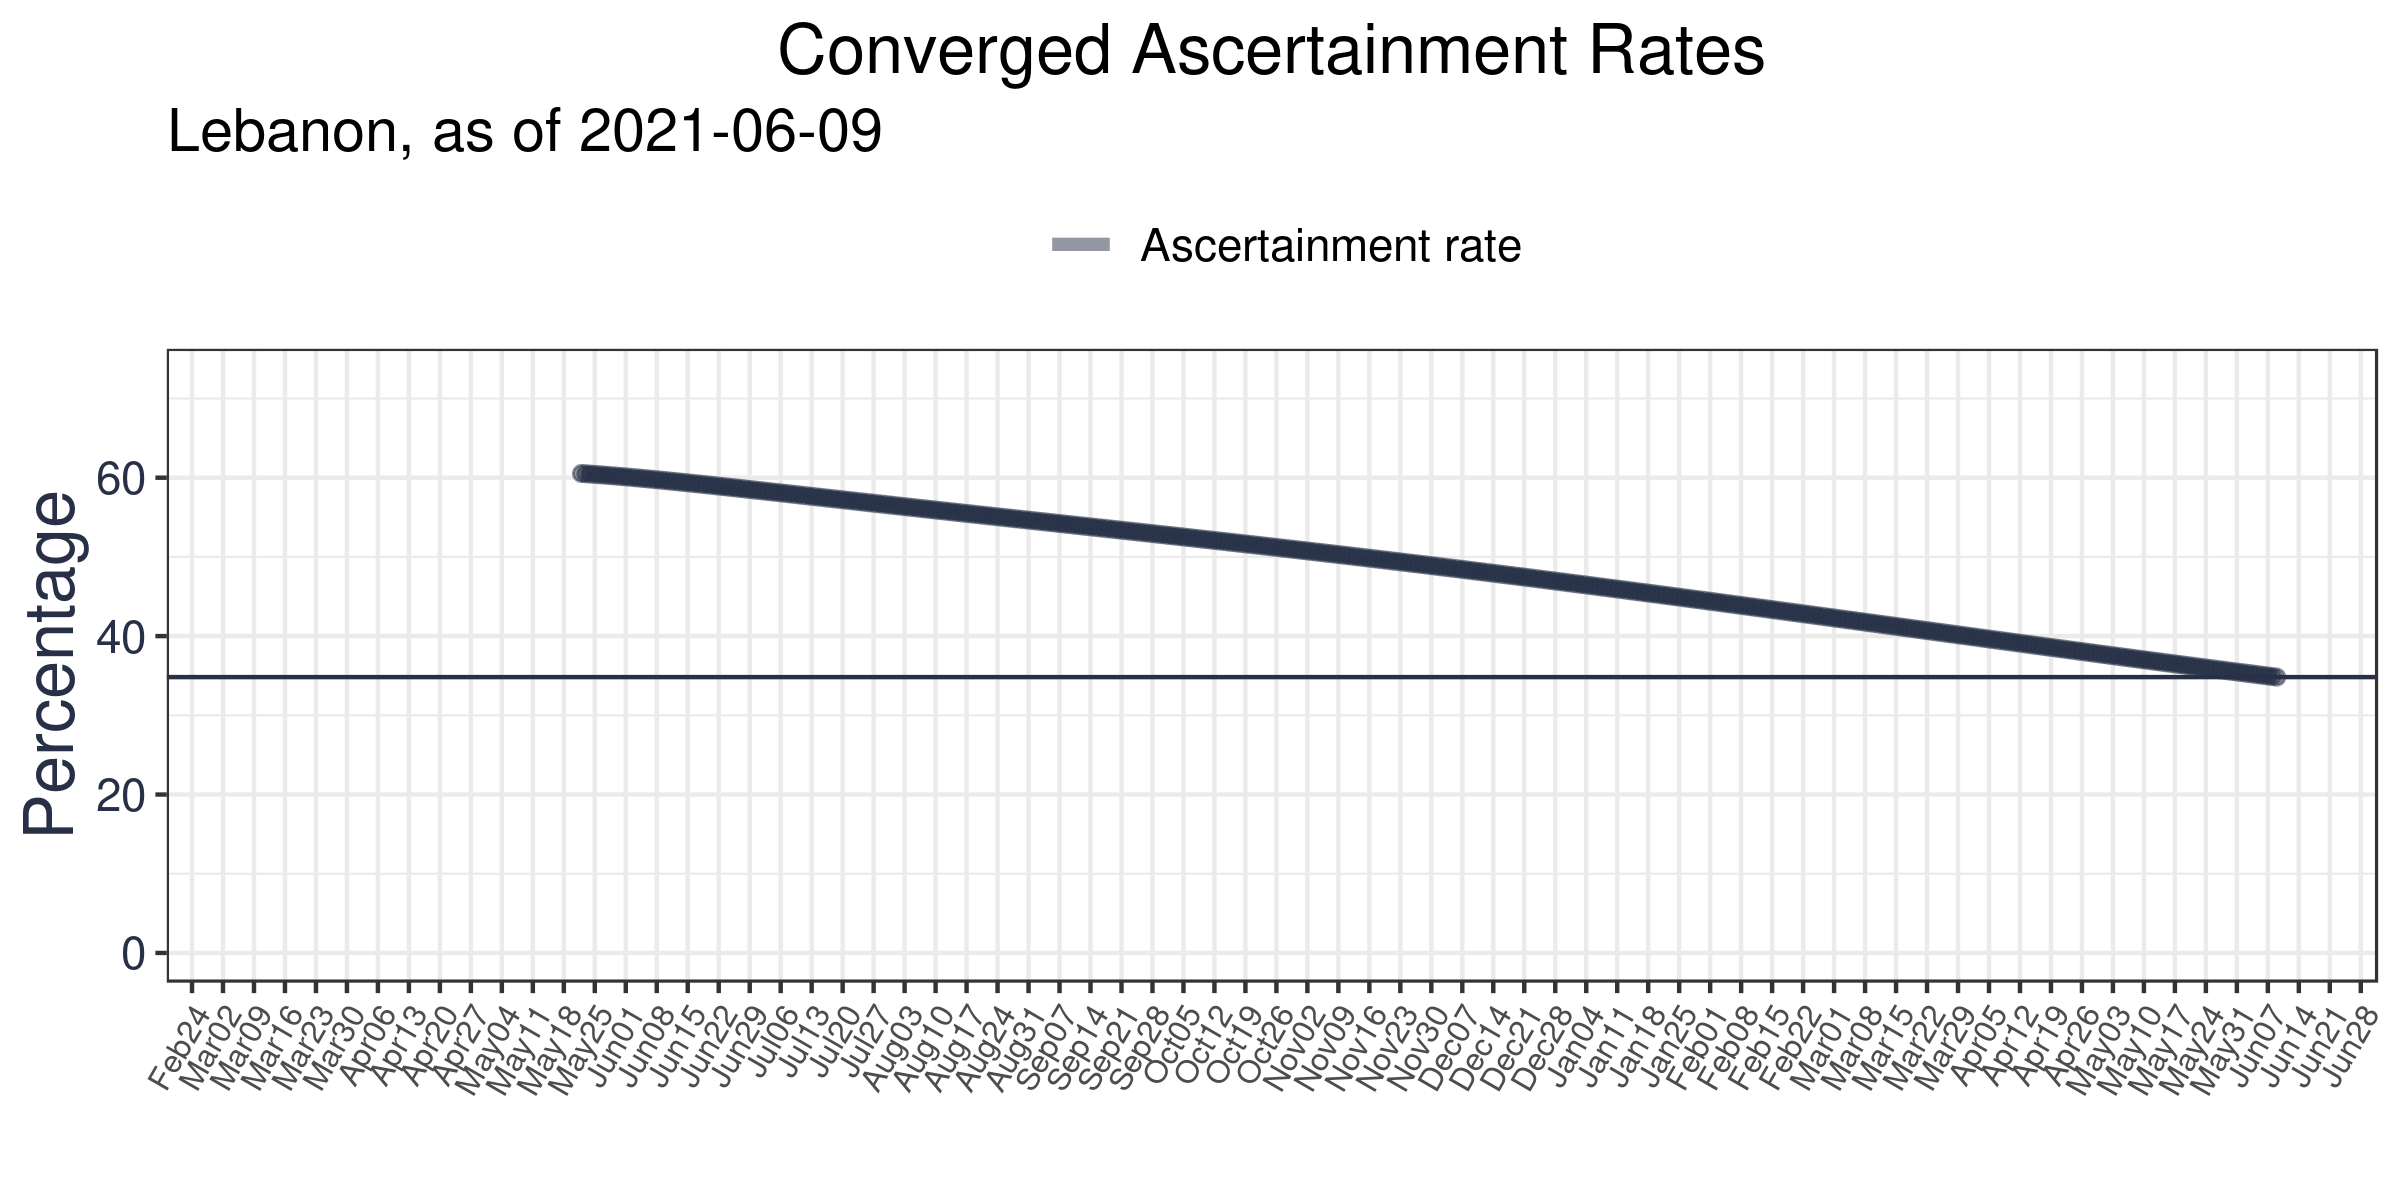 Converged Ascertainment Rates
Lebanon, as of 2021-06-09
Ascertainment rate
Percentage
60
40
20
0
Feb24 Mar02 Mar09 Mar16 Mar23 Mar30 Apr06 Apr13 Apr20 Apr27 May04 May11 May18 May25 Jun01 Jun08 Jun15 Jun22 Jun29 Jul06 Jul13 Jul20 Jul27 Aug03 Aug10 Aug17 Aug24 Aug31 Sep07 Sep14 Sep21 Sep28 Oct05 Oct12 Oct19 Oct26 Nov02 Nov09 Nov16 Nov23 Nov30 Dec07 Dec14 Dec21 Dec28 Jan04 Jan11 Jan18 Jan25 Feb01 Feb08 Feb15 Feb22 Mar01 Mar08 Mar15 Mar22 Mar29 Apr05 Apr12 Apr19 Apr26 May03 May10 May17 May24 May31 Jun07 Jun14 Jun21 Jun28